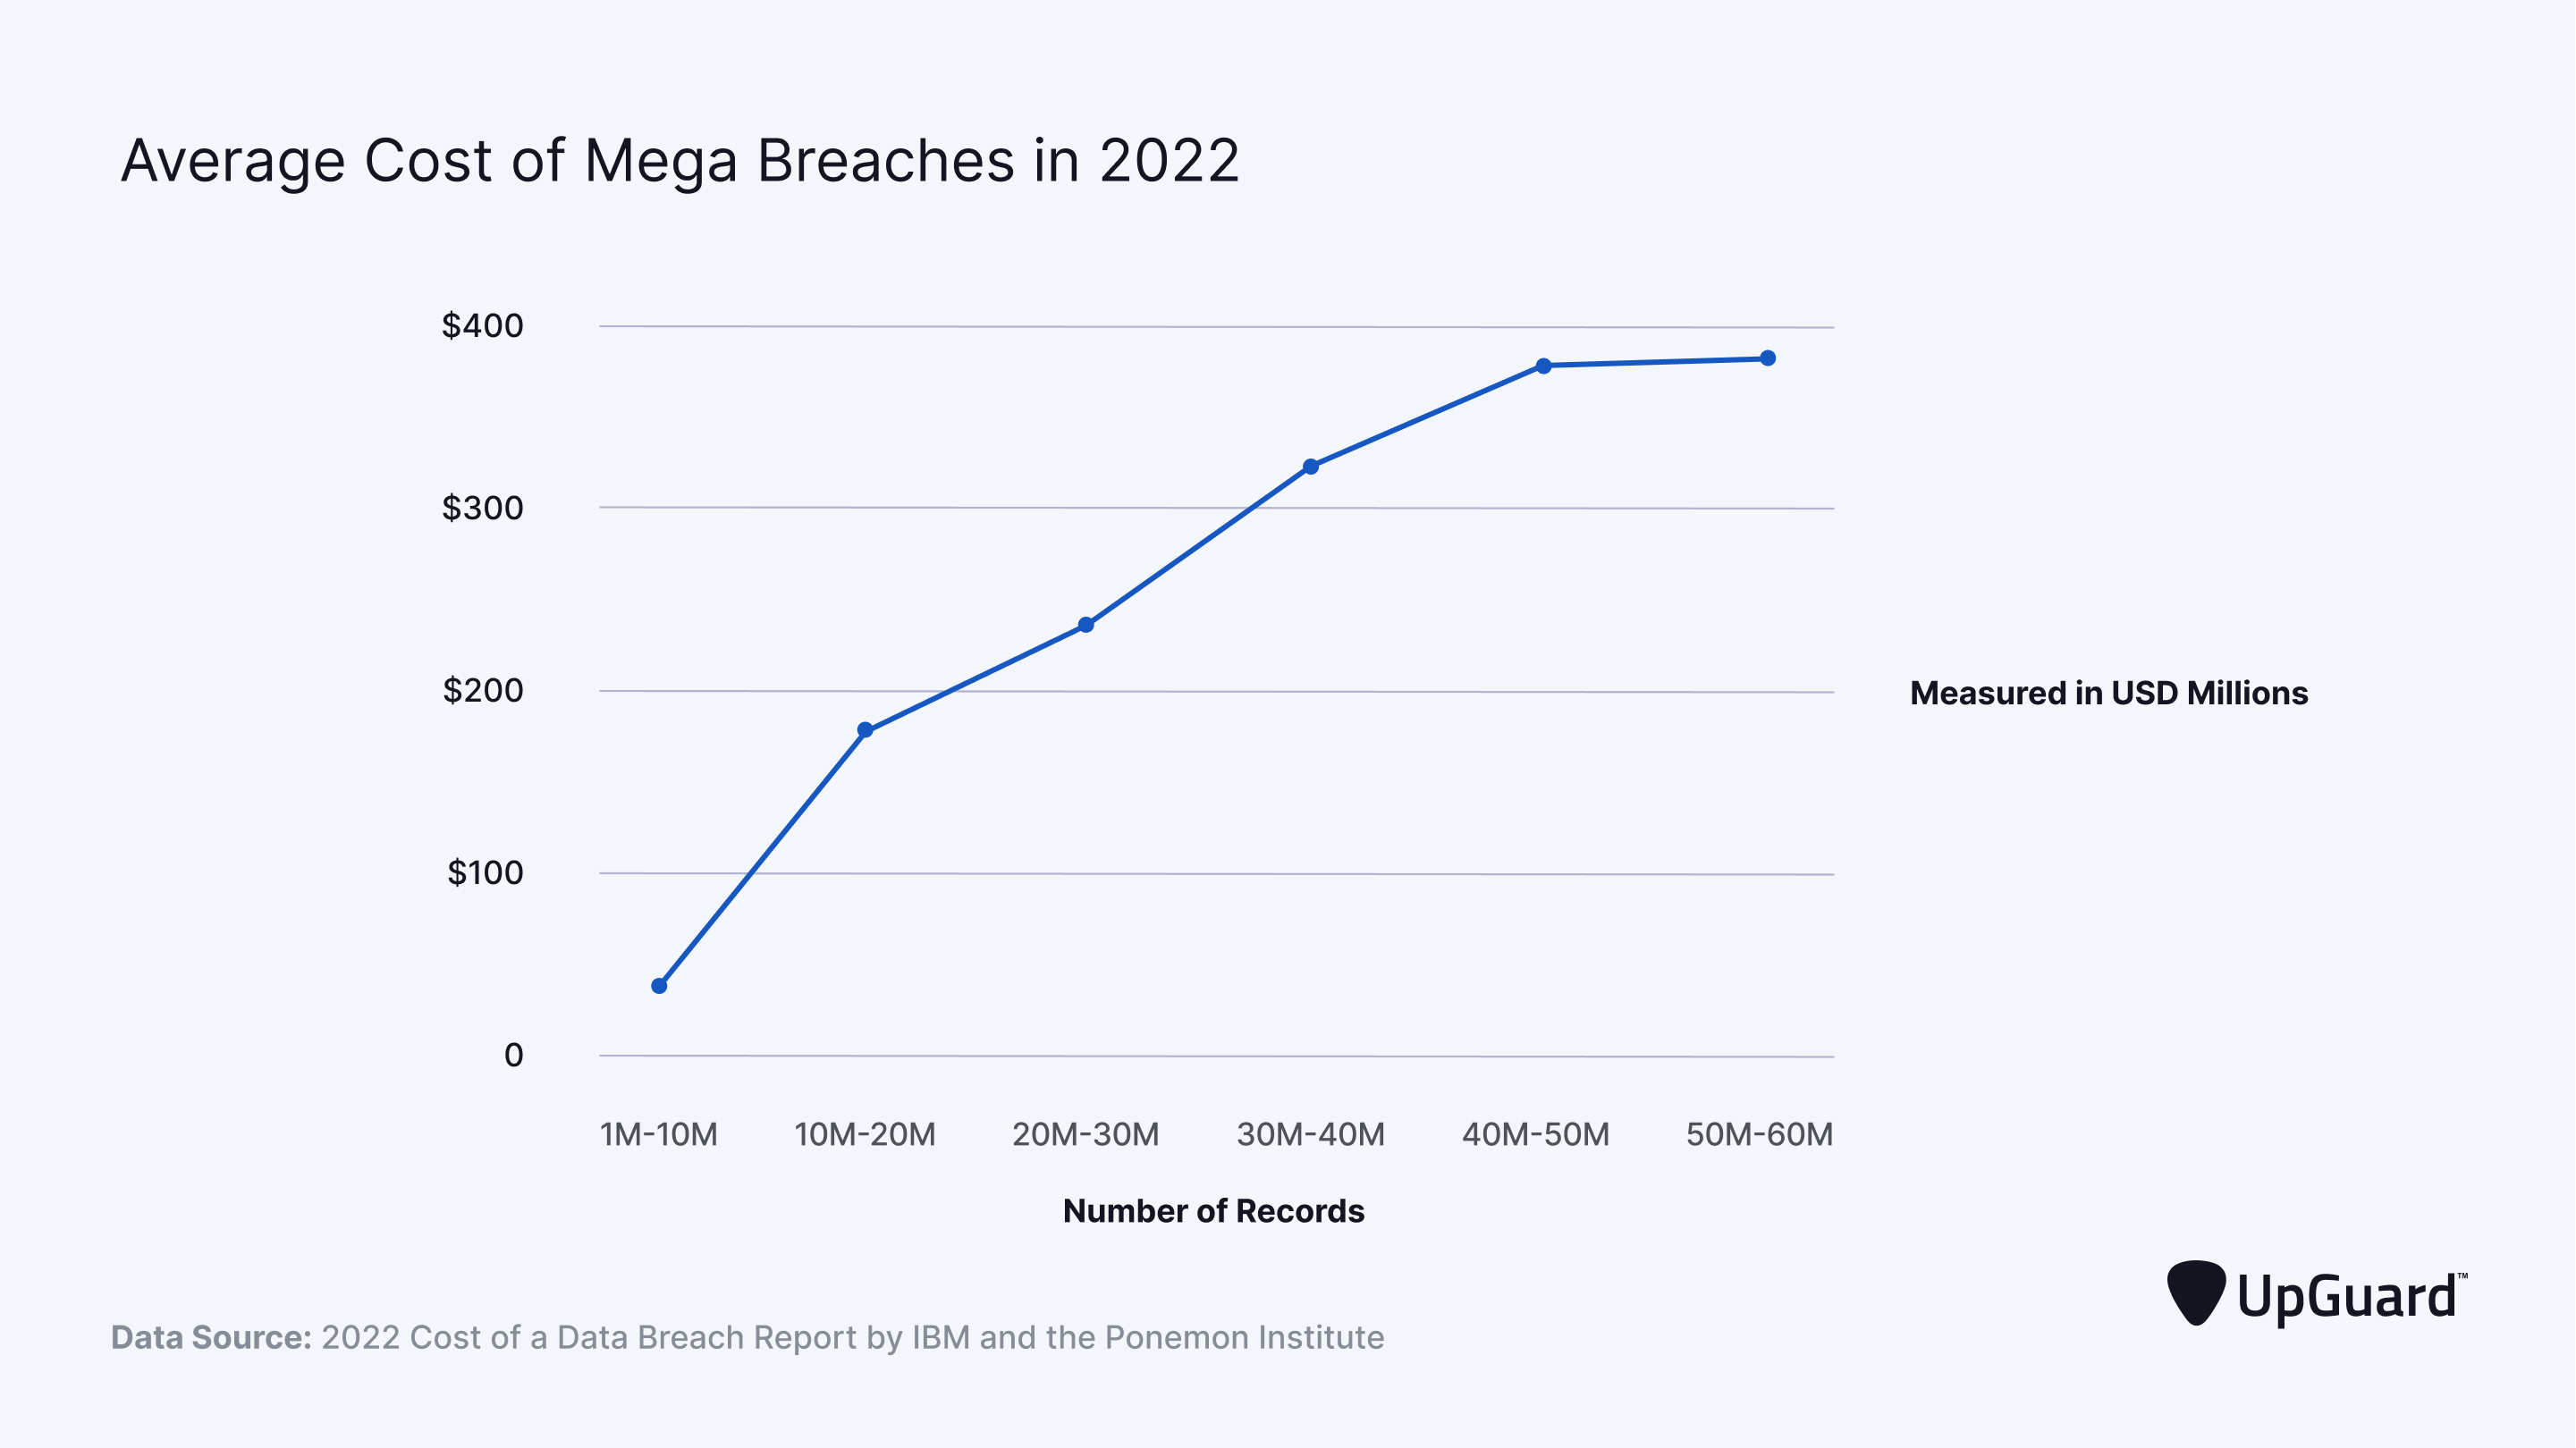 Average Cost of Mega Breaches in 2022
$400
$300
$200
Measured in USD Millions
$100
0
1M-10M 10M-20M 20M-30M 30M-40M 40M-50M 50M-60M
Number of Records
UpGuard™
Data Source: 2022 Cost of a Data Breach Report by IBM and the Ponemon Institute